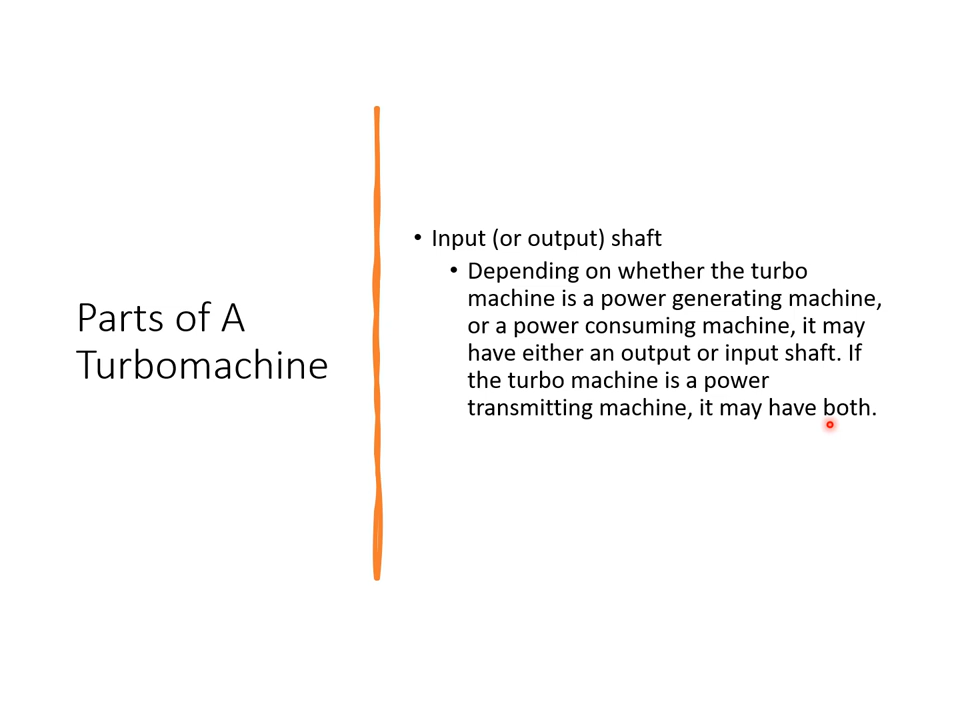 Parts of A
Turbomachine
• Input (or output) shaft
• Depending on whether the turbo
machine is a power generating machine,
or a power consuming machine, it may
have either an output or input shaft. If
the turbo machine is a power
transmitting machine, it may have both.